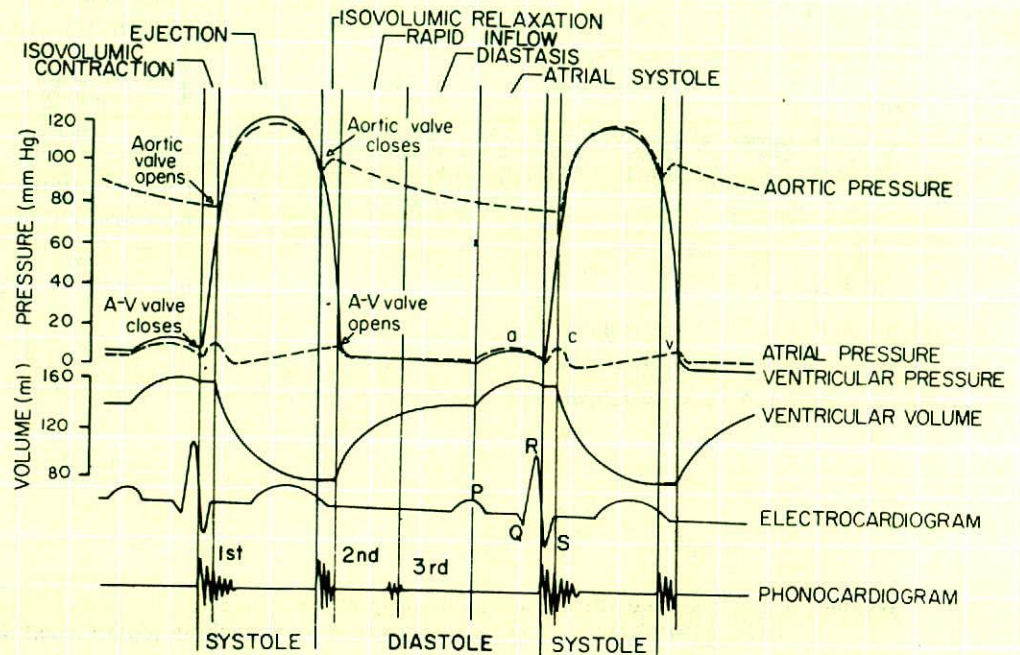 ISOVOLUMIC RELAXATION
EJECTION
RAPID INFLOW
ISOVOLUMIC
CONTRACTION
DIASTASIS
ATRIAL SYSTOLE
120
100
80
60
40
20
0
PRESSURE (mm Hg)
Aortic
valve
opens
Aortic valve
closes
AORTIC PRESSURE
A-V valve
closes
A-V valve
opens
a
c
v
ATRIAL PRESSURE
VENTRICULAR PRESSURE
160
120
80
VOLUME (ml)
VENTRICULAR VOLUME
R
P
Q
S
ELECTROCARDIOGRAM
1st
2nd
3rd
PHONOCARDIOGRAM
SYSTOLE
DIASTOLE
SYSTOLE